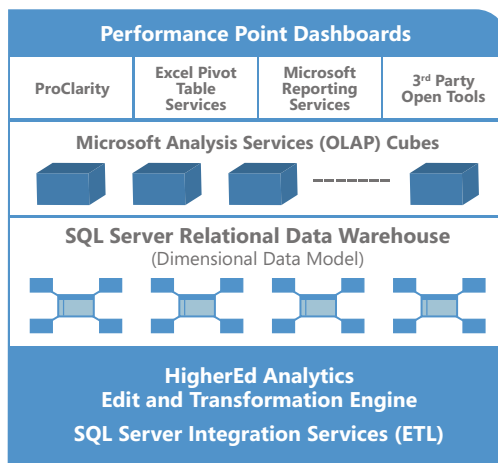 Performance Point Dashboards
ProClarity
Excel Pivot
Table
Services
Microsoft
Reporting
Services
3rd Party
Open Tools
Microsoft Analysis Services (OLAP) Cubes
SQL Server Relational Data Warehouse
(Dimensional Data Model)
HigherEd Analytics
Edit and Transformation Engine
SQL Server Integration Services (ETL)